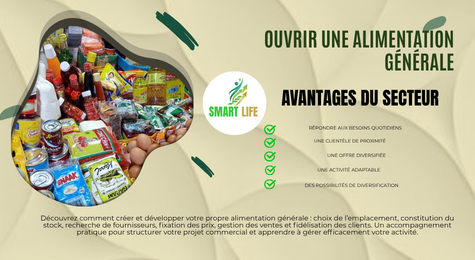 OUVRIR UNE ALIMENTATION
GÉNÉRALE
AVANTAGES DU SECTEUR
SMART LIFE
RÉPONDRE AUX BESOINS QUOTIDIENS
UNE CLIENTÈLE DE PROXIMITÉ
UNE OFFRE DIVERSIFIÉE
UNE ACTIVITÉ ADAPTABLE
DES POSSIBILITÉS DE DIVERSIFICATION
Découvrez comment créer et développer votre propre alimentation générale : choix de l'emplacement, constitution du
stock, recherche de fournisseurs, fixation des prix, gestion des ventes et fidélisation des clients. Un accompagnement
pratique pour structurer votre projet commercial et apprendre à gérer efficacement votre activité.